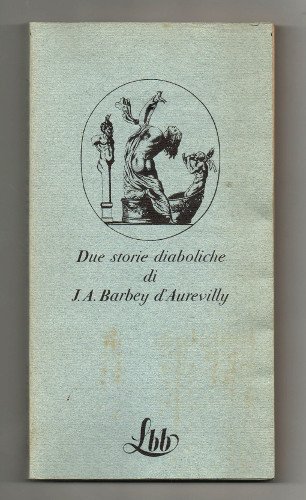 Due storie diaboliche
di
J. A. Barbey d'Aurevilly
Lbb